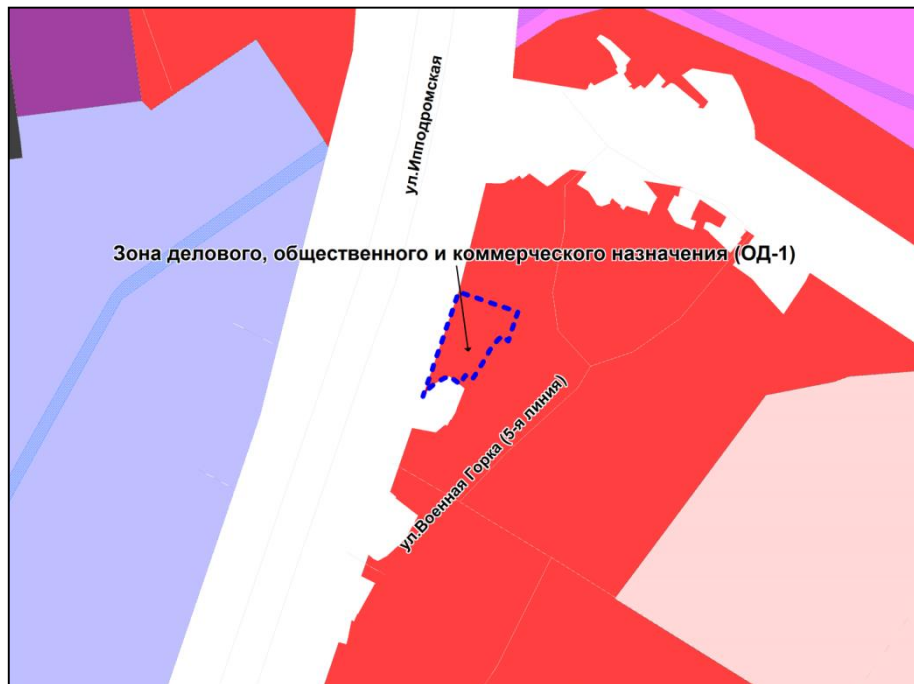 ул.Ипподромская
Зона делового, общественного и коммерческого назначения (ОД-1)
ул.Военная Горка (5-я линия)